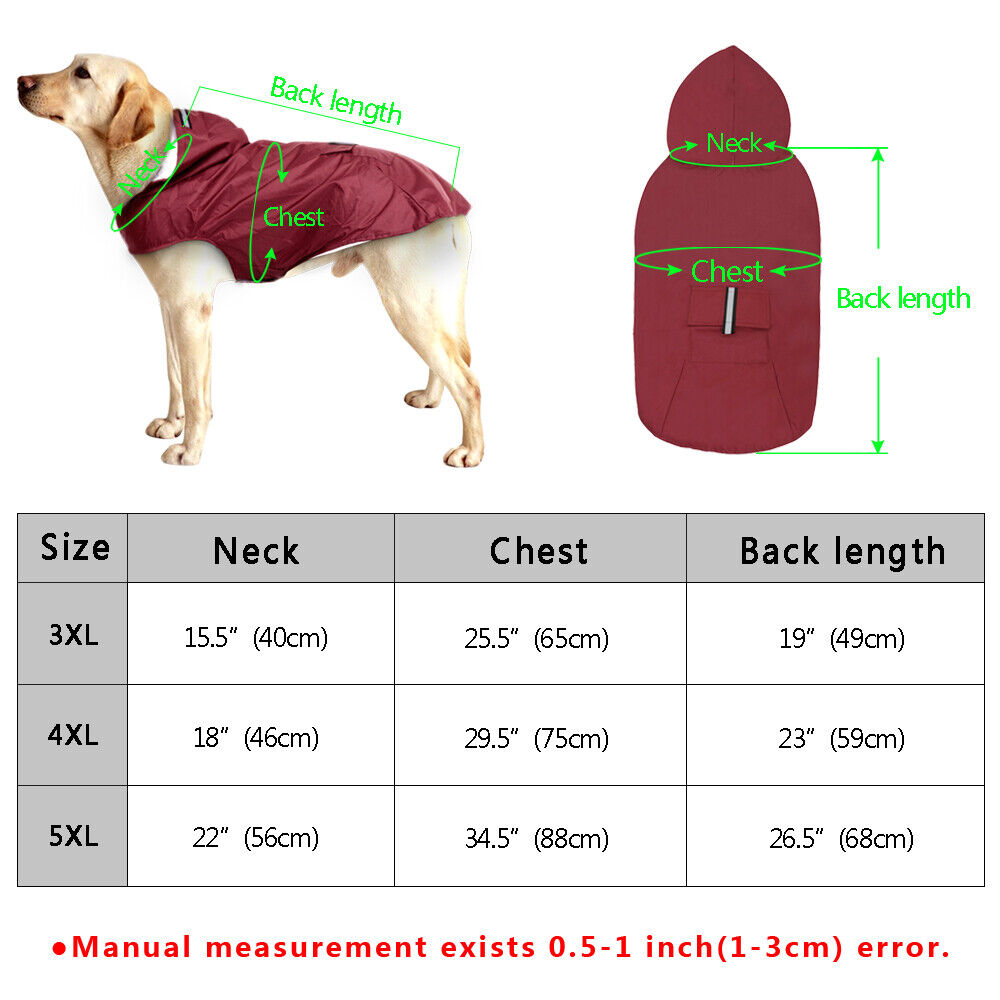 Back length
Neck
Chest
Neck
Chest
Back length
Size Neck Chest Back length
3XL 15.5” (40cm) 25.5” (65cm) 19” (49cm)
4XL 18” (46cm) 29.5” (75cm) 23” (59cm)
5XL 22” (56cm) 34.5” (88cm) 26.5” (68cm)
●Manual measurement exists 0.5-1 inch(1-3cm) error.